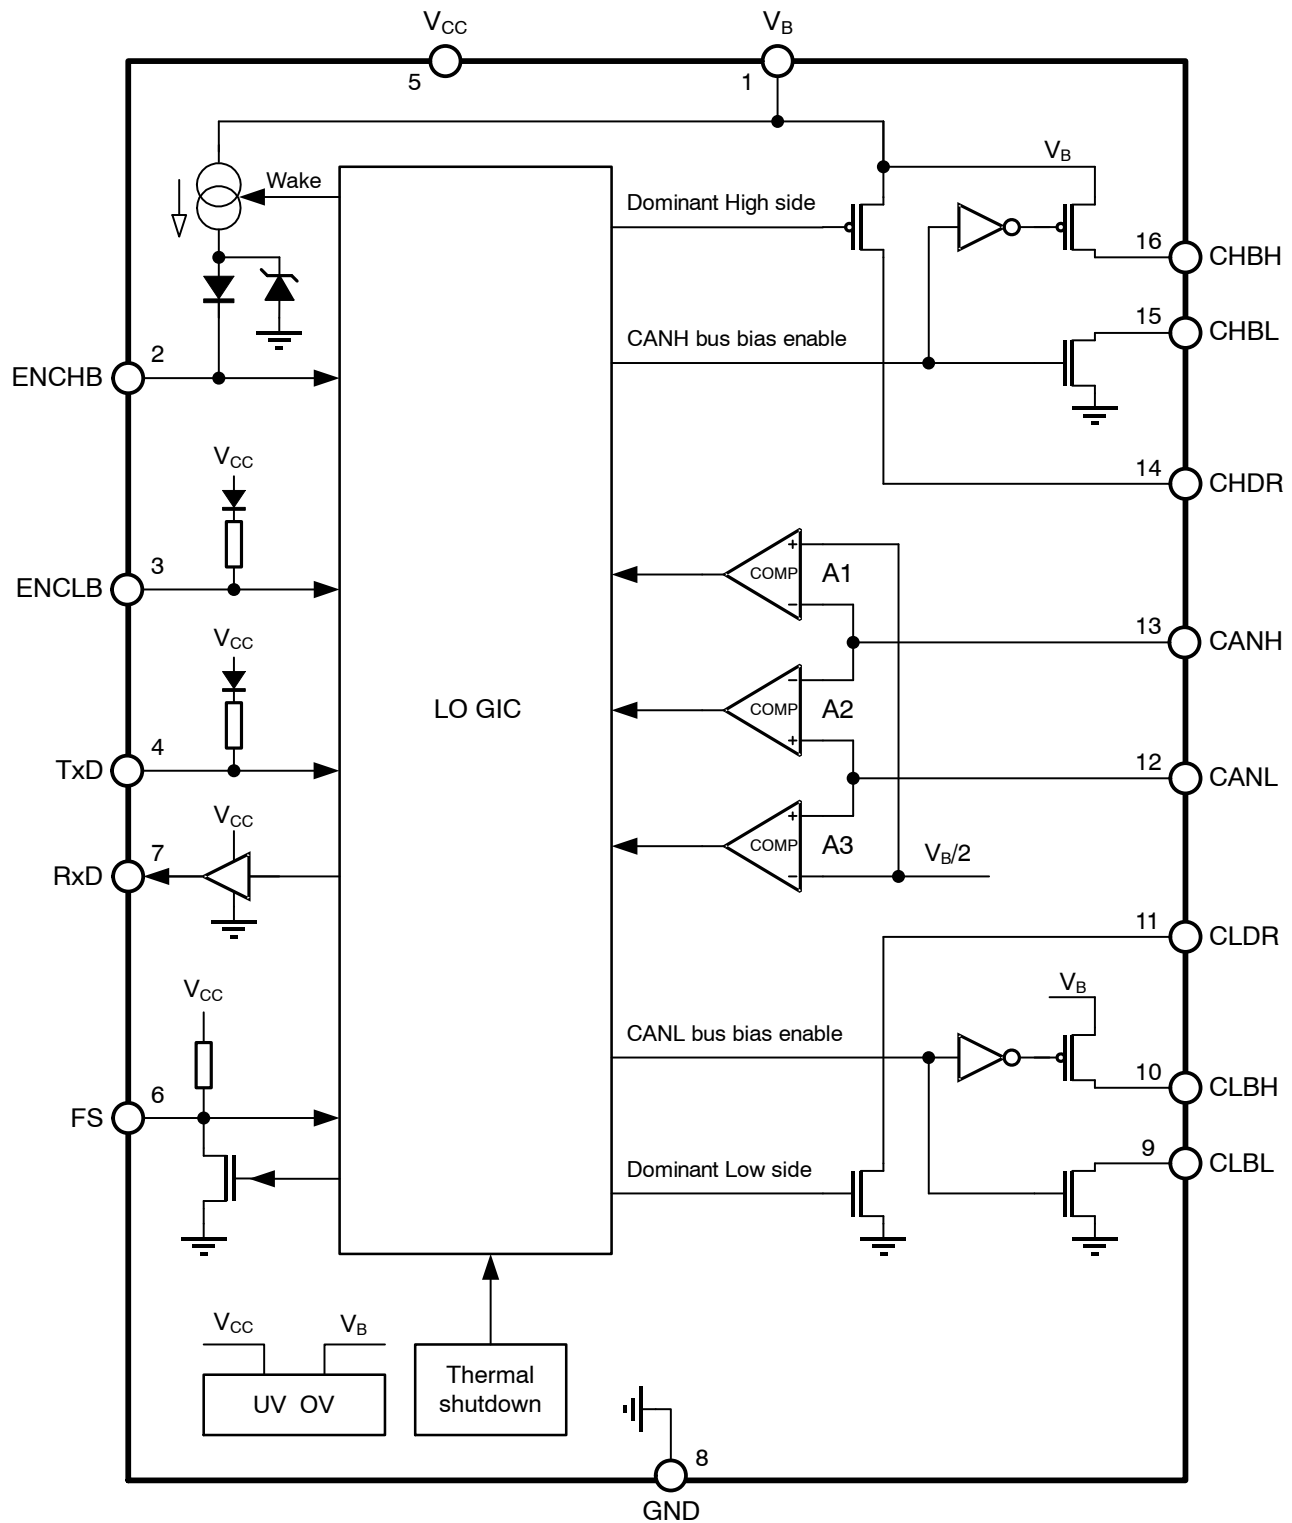 VCC
VB
5
1
Wake
VB
Dominant High side
16
CHBH
15
CHBL
CANH bus bias enable
2
ENCHB
VCC
14
CHDR
3
ENCLB
+
COMP
A1
−
VCC
13
CANH
−
COMP
A2
+
LO GIC
4
TxD
12
CANL
VCC
+
COMP
A3
−
VB/2
7
RxD
11
CLDR
VCC
VB
CANL bus bias enable
10
CLBH
6
FS
9
CLBL
Dominant Low side
VCC
VB
UV OV
Thermal
shutdown
8
GND